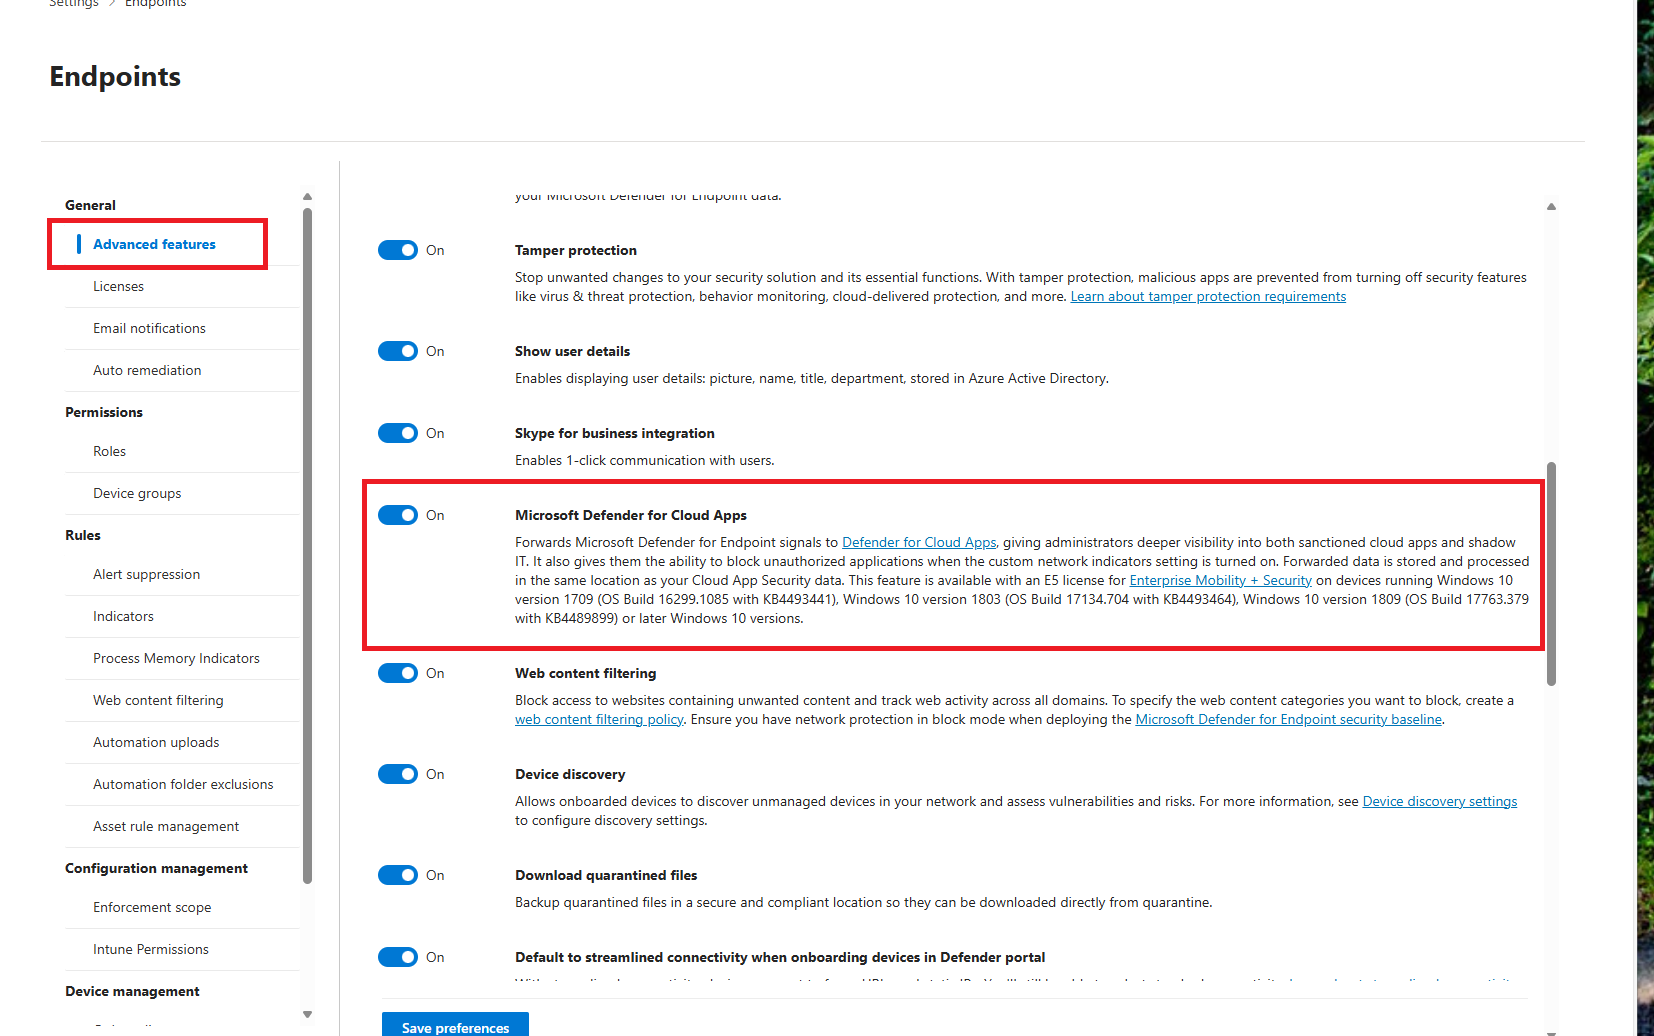 Settings > Endpoints
Endpoints
General
Advanced features
Licenses
Email notifications
Auto remediation
Permissions
Roles
Device groups
Rules
Alert suppression
Indicators
Process Memory Indicators
Web content filtering
Automation uploads
Automation folder exclusions
Asset rule management
Configuration management
Enforcement scope
Intune Permissions
Device management
your Microsoft Defender for Endpoint data.
On
Tamper protection
Stop unwanted changes to your security solution and its essential functions. With tamper protection, malicious apps are prevented from turning off security features
like virus & threat protection, behavior monitoring, cloud-delivered protection, and more. Learn about tamper protection requirements
On
Show user details
Enables displaying user details: picture, name, title, department, stored in Azure Active Directory.
On
Skype for business integration
Enables 1-click communication with users.
On
Microsoft Defender for Cloud Apps
Forwards Microsoft Defender for Endpoint signals to Defender for Cloud Apps, giving administrators deeper visibility into both sanctioned cloud apps and shadow
IT. It also gives them the ability to block unauthorized applications when the custom network indicators setting is turned on. Forwarded data is stored and processed
in the same location as your Cloud App Security data. This feature is available with an E5 license for Enterprise Mobility + Security on devices running Windows 10
version 1709 (OS Build 16299.1085 with KB4493441), Windows 10 version 1803 (OS Build 17134.704 with KB4493464), Windows 10 version 1809 (OS Build 17763.379
with KB4489899) or later Windows 10 versions.
On
Web content filtering
Block access to websites containing unwanted content and track web activity across all domains. To specify the web content categories you want to block, create a
web content filtering policy. Ensure you have network protection in block mode when deploying the Microsoft Defender for Endpoint security baseline.
On
Device discovery
Allows onboarded devices to discover unmanaged devices in your network and assess vulnerabilities and risks. For more information, see Device discovery settings
to configure discovery settings.
On
Download quarantined files
Backup quarantined files in a secure and compliant location so they can be downloaded directly from quarantine.
On
Default to streamlined connectivity when onboarding devices in Defender portal
Save preferences